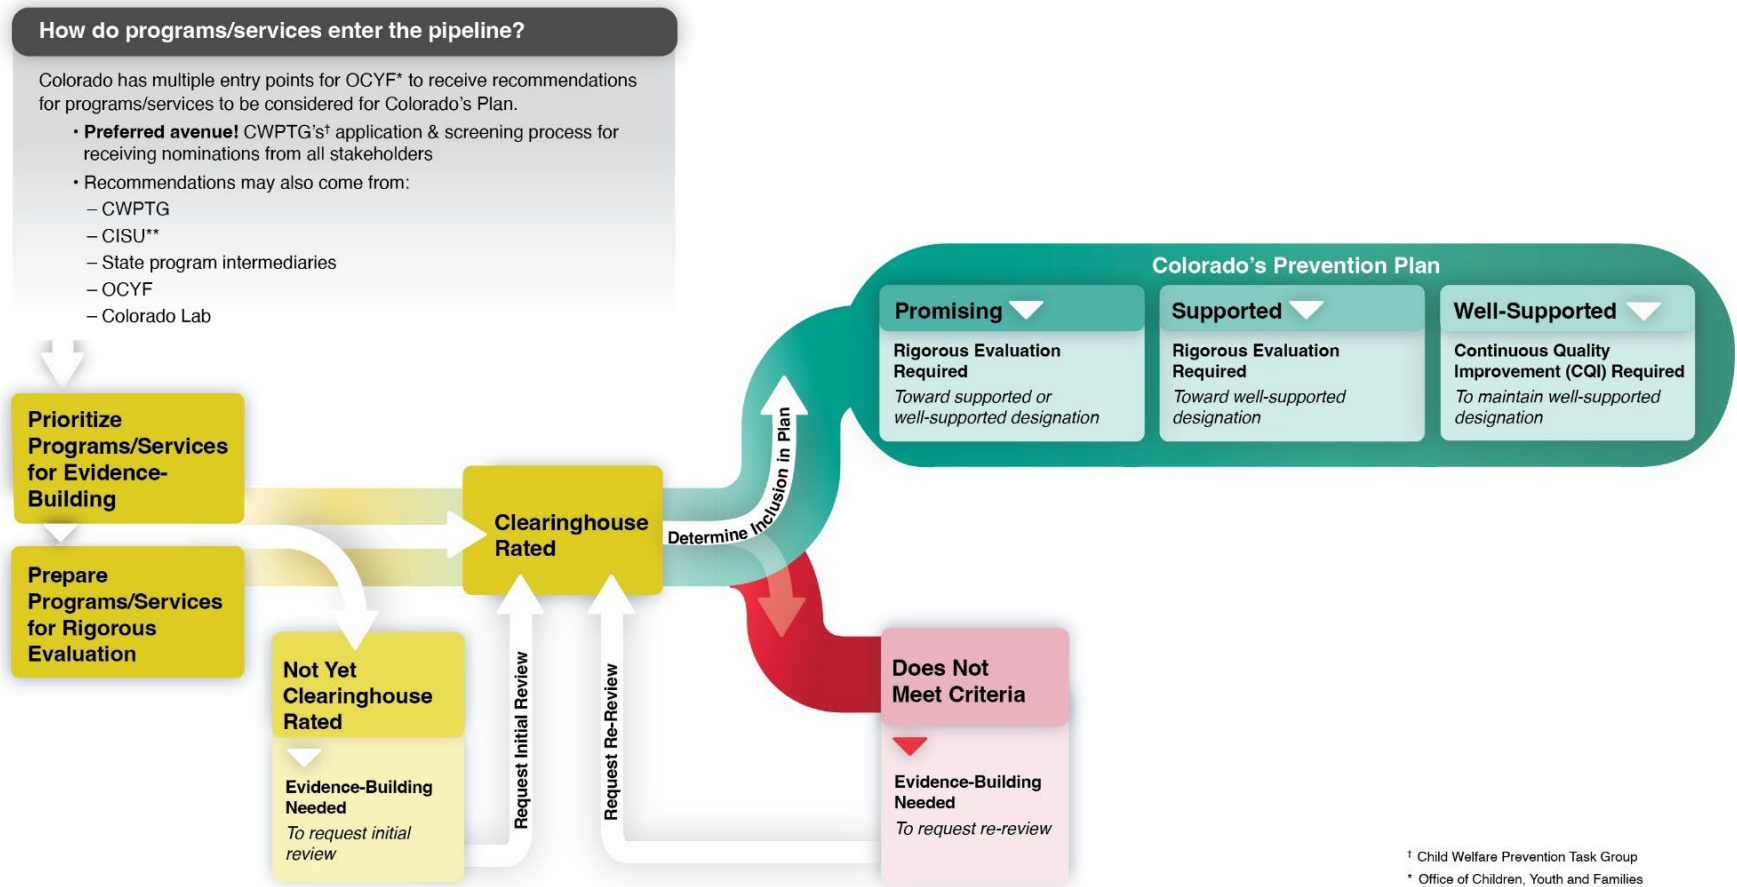 How do programs/services enter the pipeline?
Colorado has multiple entry points for OCYF* to receive recommendations
for programs/services to be considered for Colorado's Plan.
• Preferred avenue! CWPTG's† application & screening process for
receiving nominations from all stakeholders
• Recommendations may also come from:
– CWPTG
– CISU**
– State program intermediaries
– OCYF
– Colorado Lab
Prioritize
Programs/Services
for Evidence-
Building
Prepare
Programs/Services
for Rigorous
Evaluation
Not Yet
Clearinghouse
Rated
Evidence-Building
Needed
To request initial
review
Request Initial Review
Clearinghouse
Rated
Request Re-Review
Determine Inclusion in Plan
Colorado's Prevention Plan
Promising
Rigorous Evaluation
Required
Toward supported or
well-supported designation
Supported
Rigorous Evaluation
Required
Toward well-supported
designation
Well-Supported
Continuous Quality
Improvement (CQI) Required
To maintain well-supported
designation
Does Not
Meet Criteria
Evidence-Building
Needed
To request re-review
† Child Welfare Prevention Task Group
* Office of Children, Youth and Families